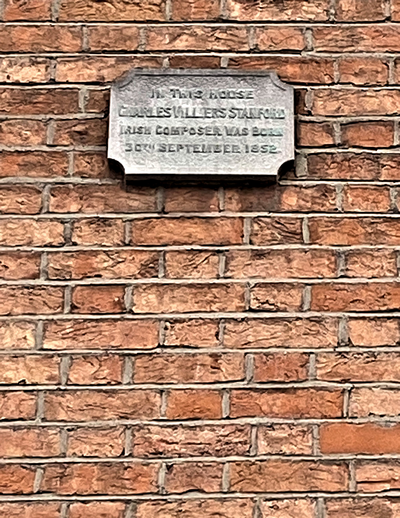 IN THIS HOUSE
CHARLES VILLIERS STANFORD
IRISH COMPOSER WAS BORN
30TH SEPTEMBER 1852.